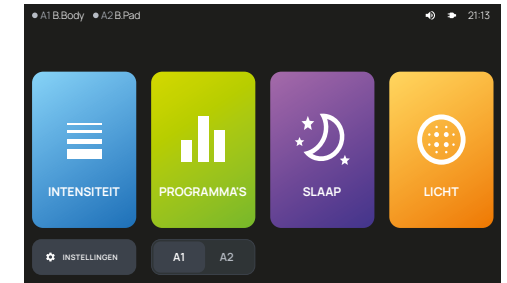 A1 B.Body A2 B.Pad 21:13
INTENSITEIT PROGRAMMA'S SLAAP LICHT
INSTELLINGEN A1 A2